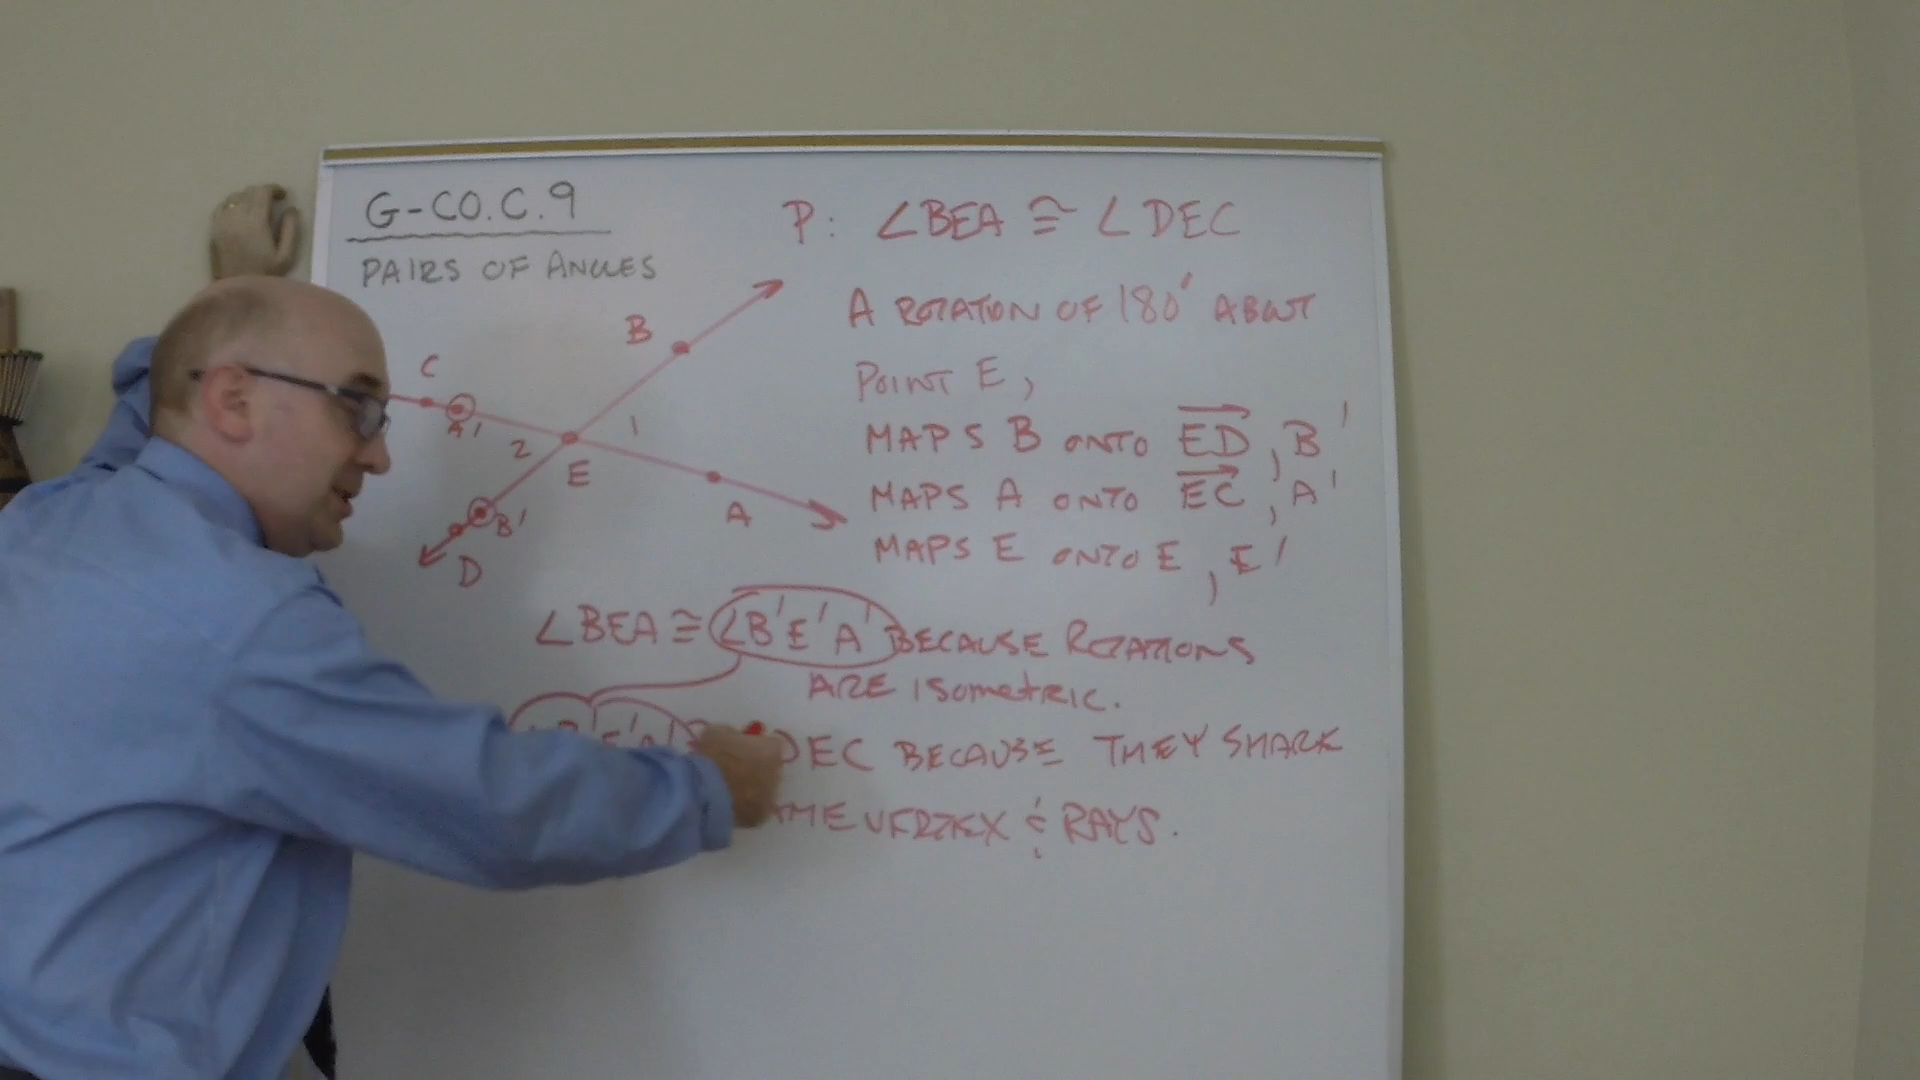 G-CO.C.9
PAIRS OF ANGLES
P: ∠BEA ≅ ∠DEC
A ROTATION OF 180° ABOUT
POINT E,
MAPS B ONTO ED, B'
MAPS A ONTO EC, A'
MAPS E ONTO E, E'
B
C
A'
1
2
E
A
B'
D
∠BEA ≅ ∠B'E'A' BECAUSE ROTATIONS
ARE ISOMETRIC.
DEC BECAUSE THEY SHARE
VERTEX & RAYS.